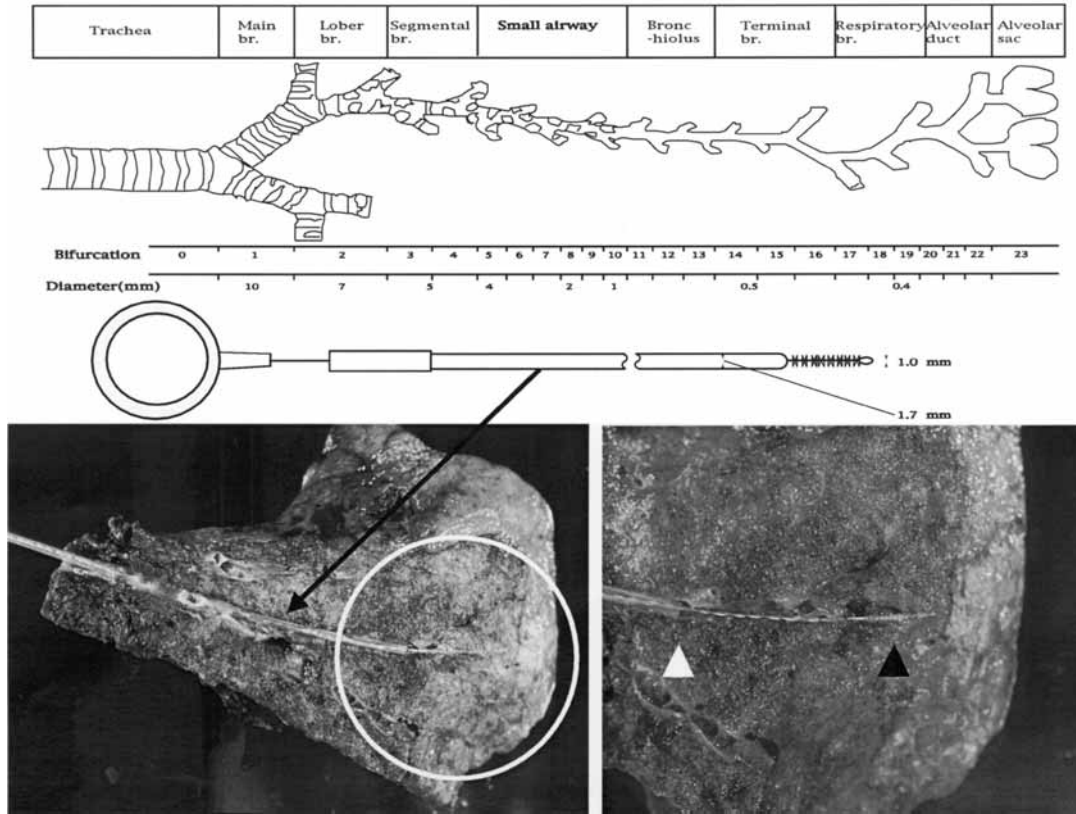 Trachea
Main
br.
Lober
br.
Segmental
br.
Small airway
Bronc
-hiolus
Terminal
br.
Respiratory
br.
Alveolar
duct
Alveolar
sac
Bifurcation 0 1 2 3 4 5 6 7 8 9 10 11 12 13 14 15 16 17 18 19 20 21 22 23
Diameter(mm) 10 7 5 4 2 1 0.5 0.4
1.0 mm
1.7 mm